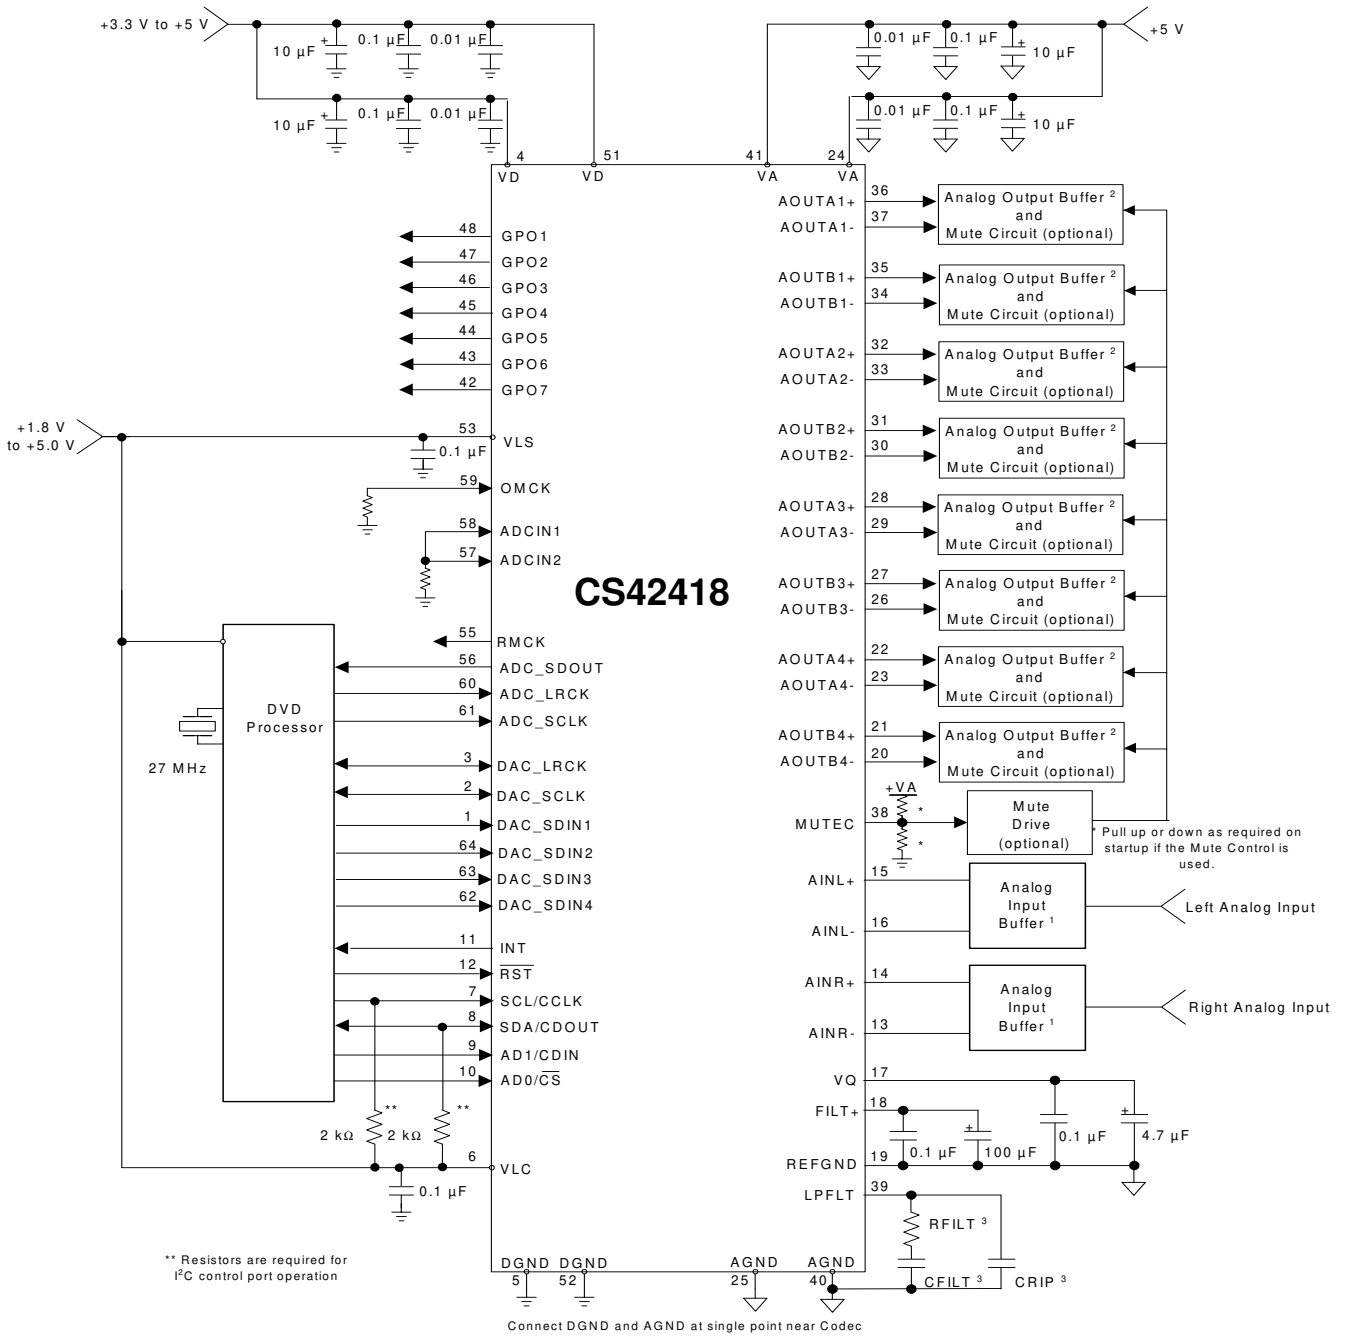 +3.3 V to +5 V
10 µF
+
0.1 µF
0.01 µF
10 µF
+
0.1 µF
0.01 µF
0.01 µF
0.1 µF
+
10 µF
+5 V
0.01 µF
0.1 µF
+
10 µF
4
51
41
24
VD
VD
VA
VA
48
GPO1
47
GPO2
46
GPO3
45
GPO4
44
GPO5
43
GPO6
42
GPO7
+1.8 V
to +5.0 V
53
VLS
0.1 µF
59
OMCK
58
ADCIN1
57
ADCIN2
CS42418
55
RMCK
56
ADC_SDOUT
60
ADC_LRCK
61
ADC_SCLK
DVD
Processor
27 MHz
3
DAC_LRCK
2
DAC_SCLK
1
DAC_SDIN1
64
DAC_SDIN2
63
DAC_SDIN3
62
DAC_SDIN4
11
INT
12
RST
7
SCL/CCLK
8
SDA/CDOUT
9
AD1/CDIN
10
AD0/CS
**
**
2 kΩ
2 kΩ
6
VLC
0.1 µF
** Resistors are required for
I²C control port operation
DGND
DGND
AGND
AGND
5
52
25
40
Connect DGND and AGND at single point near Codec
AOUTA1+
36
AOUTA1-
37
Analog Output Buffer ²
and
Mute Circuit (optional)
AOUTB1+
35
AOUTB1-
34
Analog Output Buffer ²
and
Mute Circuit (optional)
AOUTA2+
32
AOUTA2-
33
Analog Output Buffer ²
and
Mute Circuit (optional)
AOUTB2+
31
AOUTB2-
30
Analog Output Buffer ²
and
Mute Circuit (optional)
AOUTA3+
28
AOUTA3-
29
Analog Output Buffer ²
and
Mute Circuit (optional)
AOUTB3+
27
AOUTB3-
26
Analog Output Buffer ²
and
Mute Circuit (optional)
AOUTA4+
22
AOUTA4-
23
Analog Output Buffer ²
and
Mute Circuit (optional)
AOUTB4+
21
AOUTB4-
20
Analog Output Buffer ²
and
Mute Circuit (optional)
+VA
*
*
MUTEC
38
Mute
Drive
(optional)
* Pull up or down as required on
startup if the Mute Control is
used.
AINL+
15
AINL-
16
Analog
Input
Buffer ¹
Left Analog Input
AINR+
14
AINR-
13
Analog
Input
Buffer ¹
Right Analog Input
VQ
17
FILT+
18
0.1 µF
+
100 µF
0.1 µF
+
4.7 µF
REFGND
19
LPFLT
39
RFILT ³
CFILT ³
CRIP ³